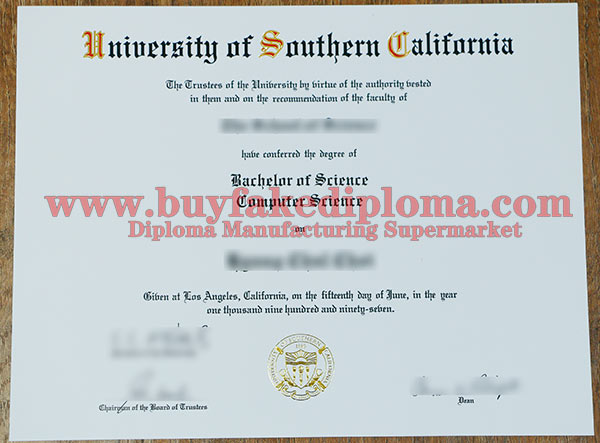 University of Southern California
The Trustees of the University by virtue of the authority vested
in them and on the recommendation of the faculty of
have conferred the degree of
Bachelor of Science
Computer Science
www.buyfakediploma.com
Diploma Manufacturing Supermarket
on
Given at Los Angeles, California, on the fifteenth day of June, in the year
one thousand nine hundred and ninety-seven.
Chairman of the Board of Trustees
Dean